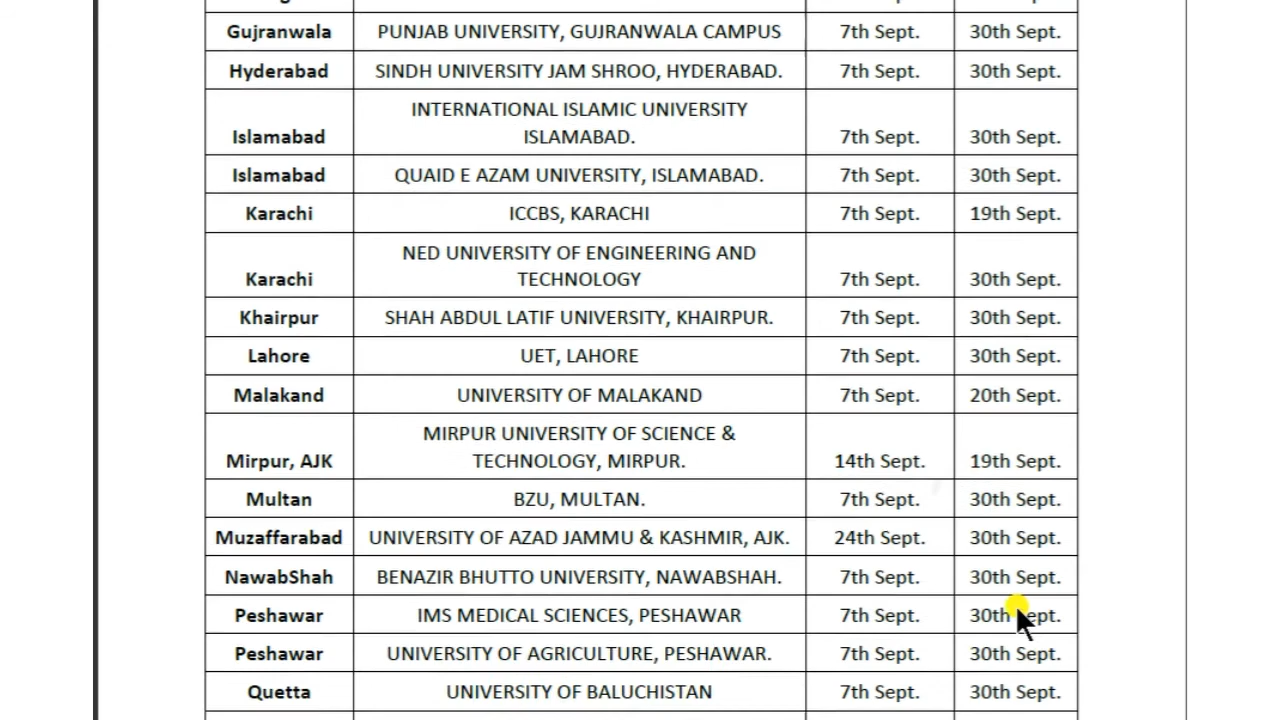 Gujranwala PUNJAB UNIVERSITY, GUJRANWALA CAMPUS 7th Sept. 30th Sept.
Hyderabad SINDH UNIVERSITY JAM SHROO, HYDERABAD. 7th Sept. 30th Sept.
INTERNATIONAL ISLAMIC UNIVERSITY
Islamabad ISLAMABAD. 7th Sept. 30th Sept.
Islamabad QUAID E AZAM UNIVERSITY, ISLAMABAD. 7th Sept. 30th Sept.
Karachi ICCBS, KARACHI 7th Sept. 19th Sept.
NED UNIVERSITY OF ENGINEERING AND
Karachi TECHNOLOGY 7th Sept. 30th Sept.
Khairpur SHAH ABDUL LATIF UNIVERSITY, KHAIRPUR. 7th Sept. 30th Sept.
Lahore UET, LAHORE 7th Sept. 30th Sept.
Malakand UNIVERSITY OF MALAKAND 7th Sept. 20th Sept.
MIRPUR UNIVERSITY OF SCIENCE &
Mirpur, AJK TECHNOLOGY, MIRPUR. 14th Sept. 19th Sept.
Multan BZU, MULTAN. 7th Sept. 30th Sept.
Muzaffarabad UNIVERSITY OF AZAD JAMMU & KASHMIR, AJK. 24th Sept. 30th Sept.
NawabShah BENAZIR BHUTTO UNIVERSITY, NAWABSHAH. 7th Sept. 30th Sept.
Peshawar IMS MEDICAL SCIENCES, PESHAWAR 7th Sept. 30th Sept.
Peshawar UNIVERSITY OF AGRICULTURE, PESHAWAR. 7th Sept. 30th Sept.
Quetta UNIVERSITY OF BALUCHISTAN 7th Sept. 30th Sept.